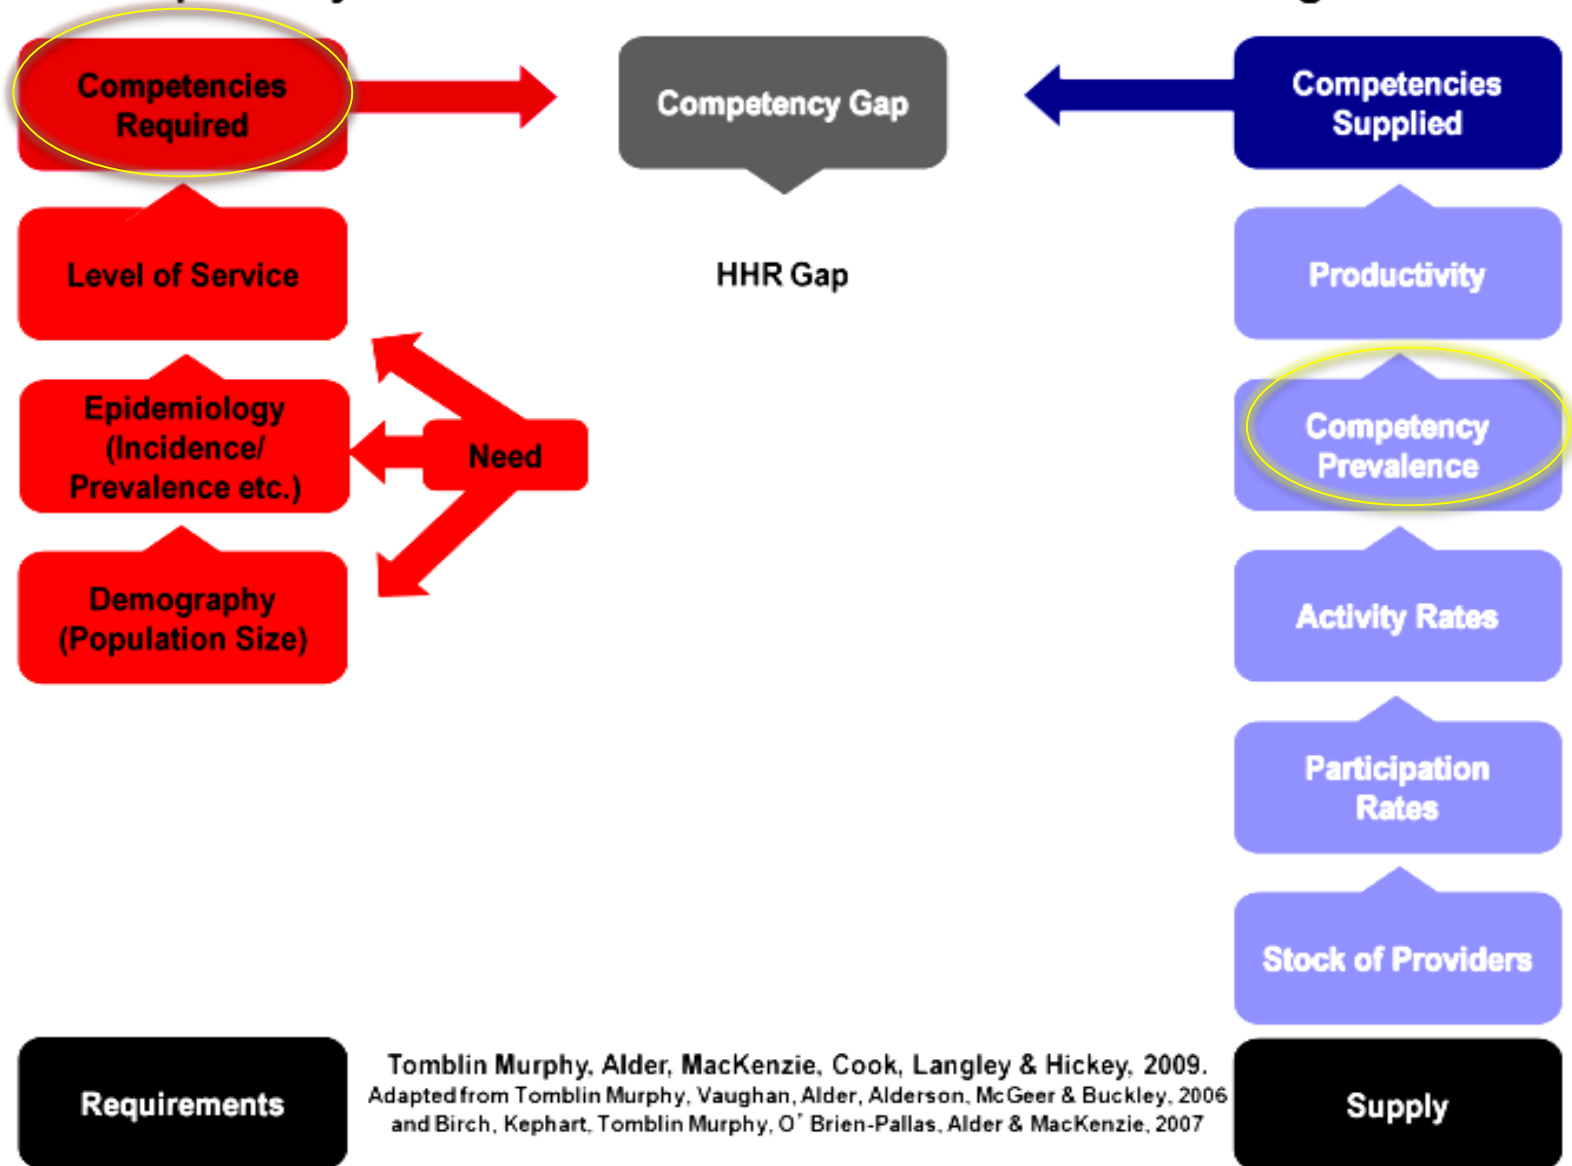 Competencies
Required
Competency Gap
Competencies
Supplied
Level of Service
HHR Gap
Productivity
Epidemiology
(Incidence/
Prevalence etc.)
Need
Competency
Prevalence
Demography
(Population Size)
Activity Rates
Participation
Rates
Stock of Providers
Requirements
Tomblin Murphy, Alder, MacKenzie, Cook, Langley & Hickey, 2009.
Adapted from Tomblin Murphy, Vaughan, Alder, Alderson, McGeer & Buckley, 2006
and Birch, Kephart, Tomblin Murphy, O’ Brien-Pallas, Alder & MacKenzie, 2007
Supply